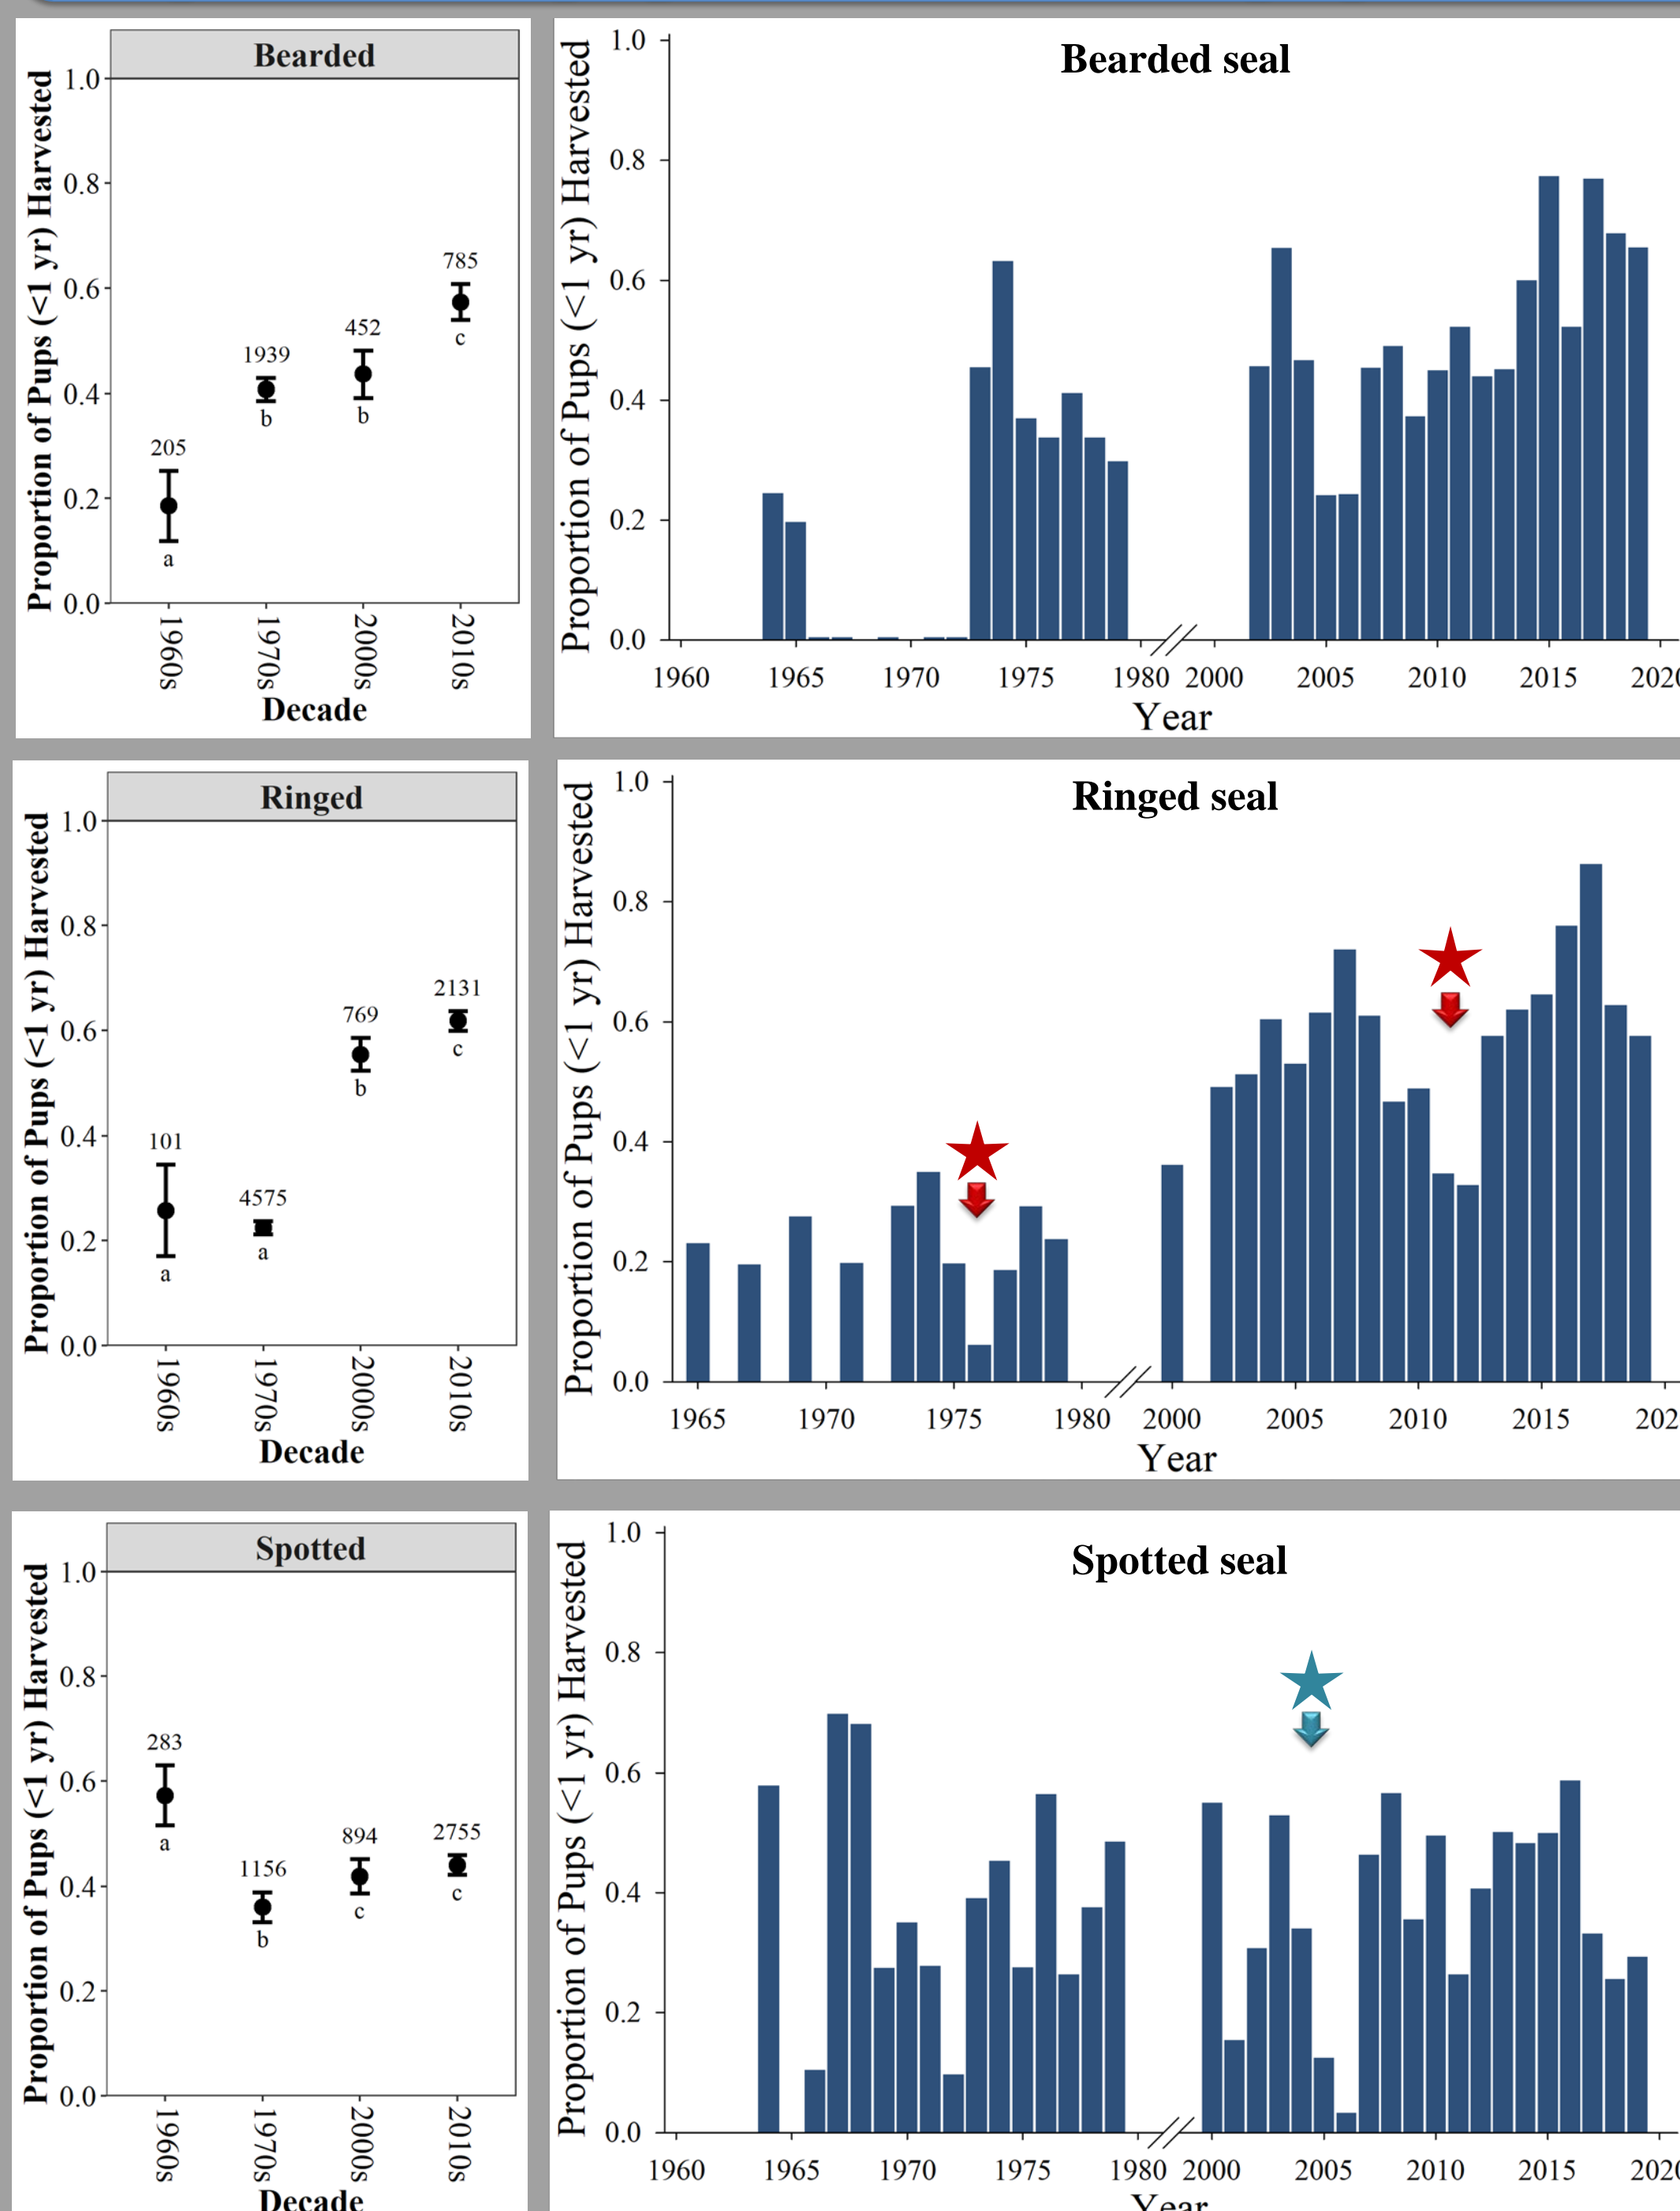 Bearded
Proportion of Pups (<1 yr) Harvested
1.0
0.8
0.6
0.4
0.2
0.0
205
a
1939
b
452
b
785
c
1960s
1970s
2000s
2010s
Decade
Bearded seal
Proportion of Pups (<1 yr) Harvested
1.0
0.8
0.6
0.4
0.2
0.0
1960 1965 1970 1975 1980 2000 2005 2010 2015 2020
Year
Ringed
Proportion of Pups (<1 yr) Harvested
1.0
0.8
0.6
0.4
0.2
0.0
101
a
4575
a
769
b
2131
c
1960s
1970s
2000s
2010s
Decade
Ringed seal
Proportion of Pups (<1 yr) Harvested
1.0
0.8
0.6
0.4
0.2
0.0
1965 1970 1975 1980 2000 2005 2010 2015 202
Year
Spotted
Proportion of Pups (<1 yr) Harvested
1.0
0.8
0.6
0.4
0.2
0.0
283
a
1156
b
894
c
2755
c
1960s
1970s
2000s
2010s
Decade
Spotted seal
Proportion of Pups (<1 yr) Harvested
1.0
0.8
0.6
0.4
0.2
0.0
1960 1965 1970 1975 1980 2000 2005 2010 2015 2020
Year